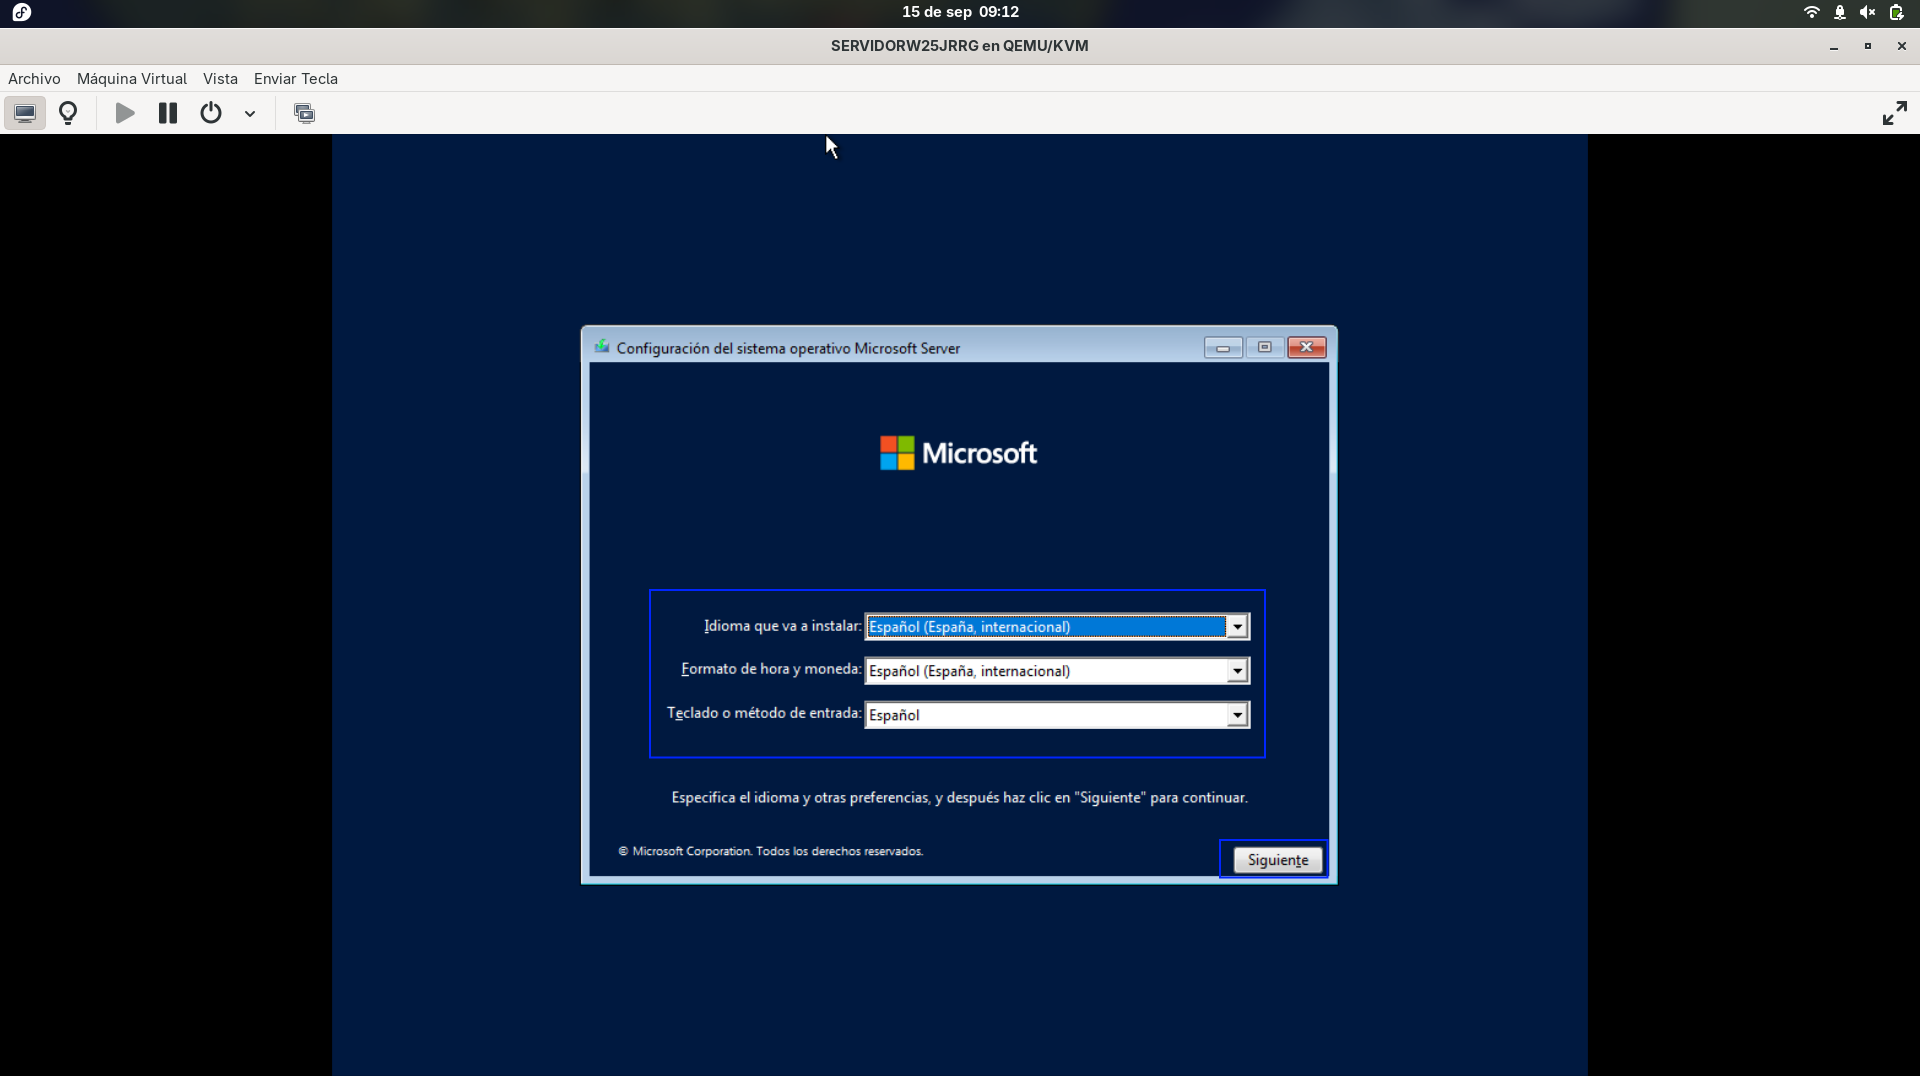 15 de sep 09:12
SERVIDORW25JRRG en QEMU/KVM
Archivo Máquina Virtual Vista Enviar Tecla
Configuración del sistema operativo Microsoft Server
Microsoft
Idioma que va a instalar: Español (España, internacional)
Formato de hora y moneda: Español (España, internacional)
Teclado o método de entrada: Español
Especifica el idioma y otras preferencias, y después haz clic en "Siguiente" para continuar.
© Microsoft Corporation. Todos los derechos reservados.
Siguiente